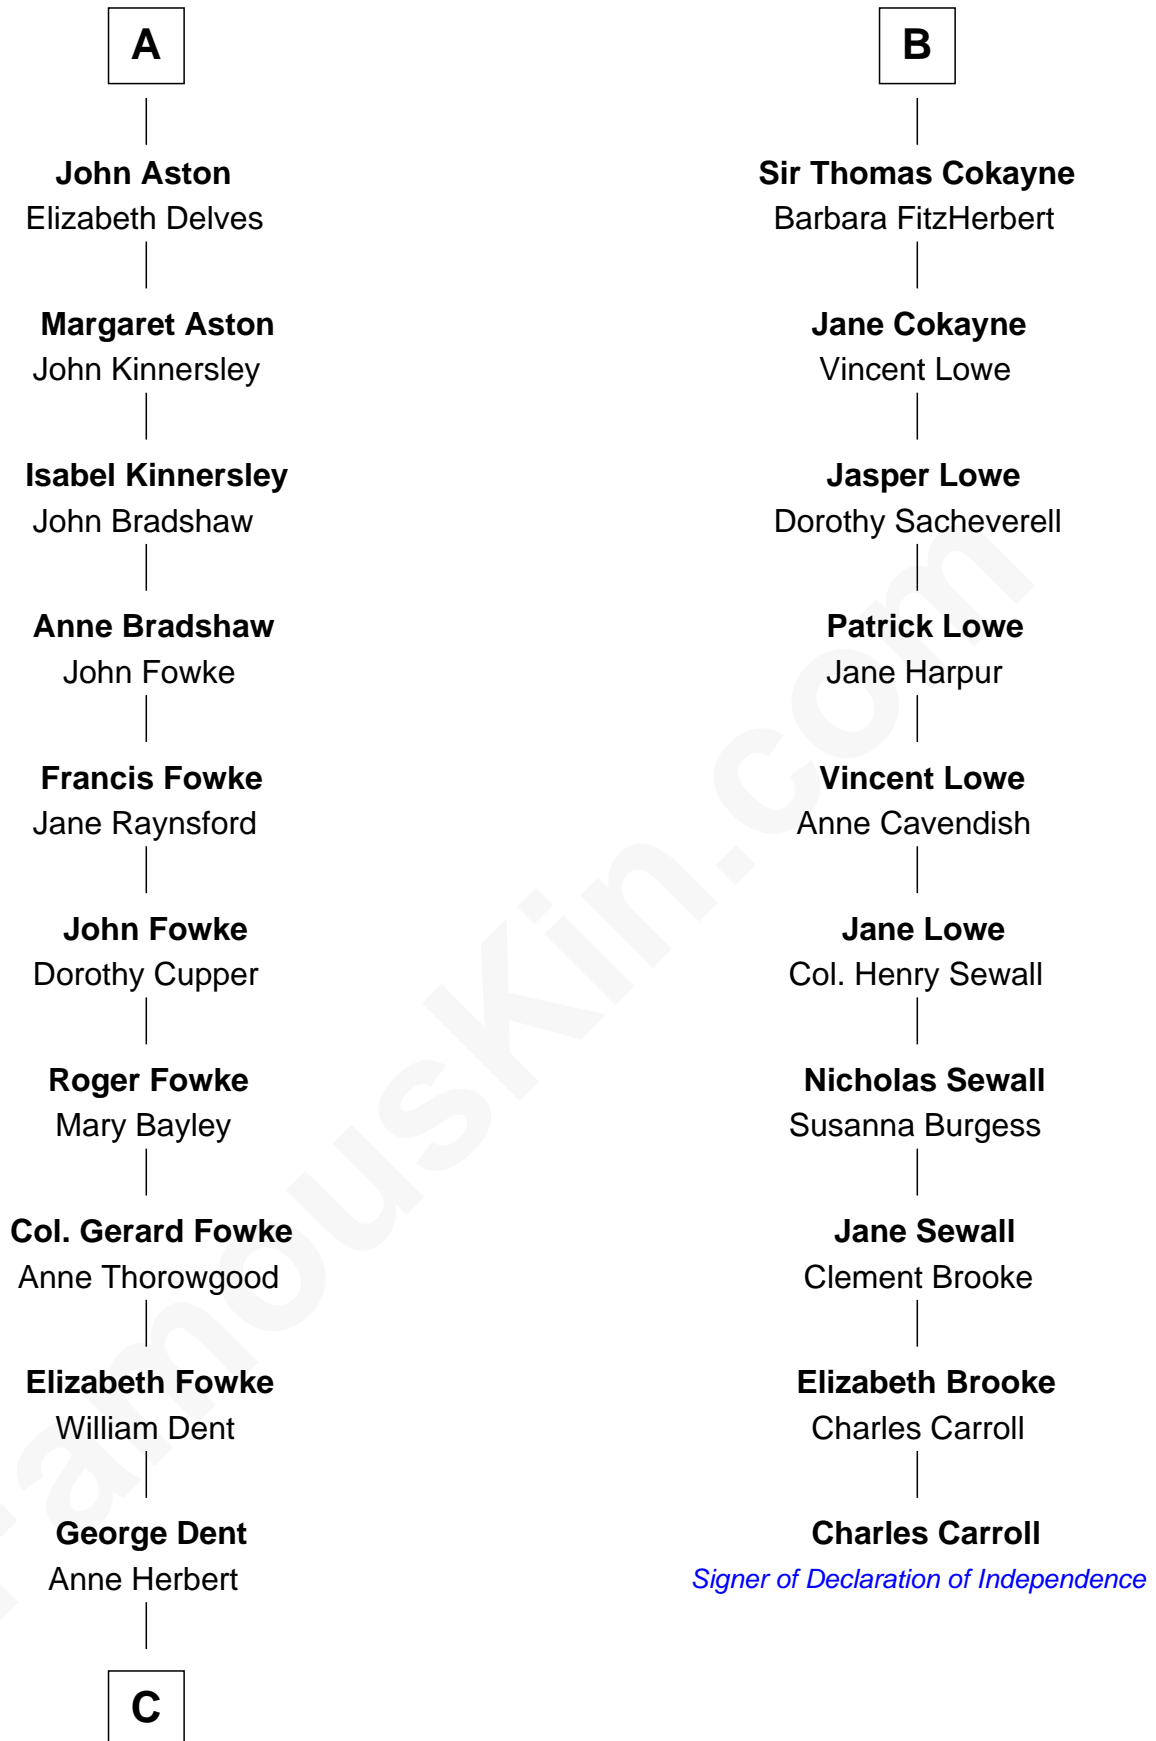 A
John Aston
Elizabeth Delves
Margaret Aston
John Kinnersley
Isabel Kinnersley
John Bradshaw
Anne Bradshaw
John Fowke
Francis Fowke
Jane Raynsford
John Fowke
Dorothy Cupper
Roger Fowke
Mary Bayley
Col. Gerard Fowke
Anne Thorowgood
Elizabeth Fowke
William Dent
George Dent
Anne Herbert
C
B
Sir Thomas Cokayne
Barbara FitzHerbert
Jane Cokayne
Vincent Lowe
Jasper Lowe
Dorothy Sacheverell
Patrick Lowe
Jane Harpur
Vincent Lowe
Anne Cavendish
Jane Lowe
Col. Henry Sewall
Nicholas Sewall
Susanna Burgess
Jane Sewall
Clement Brooke
Elizabeth Brooke
Charles Carroll
Charles Carroll
Signer of Declaration of Independence
FamousKin.com